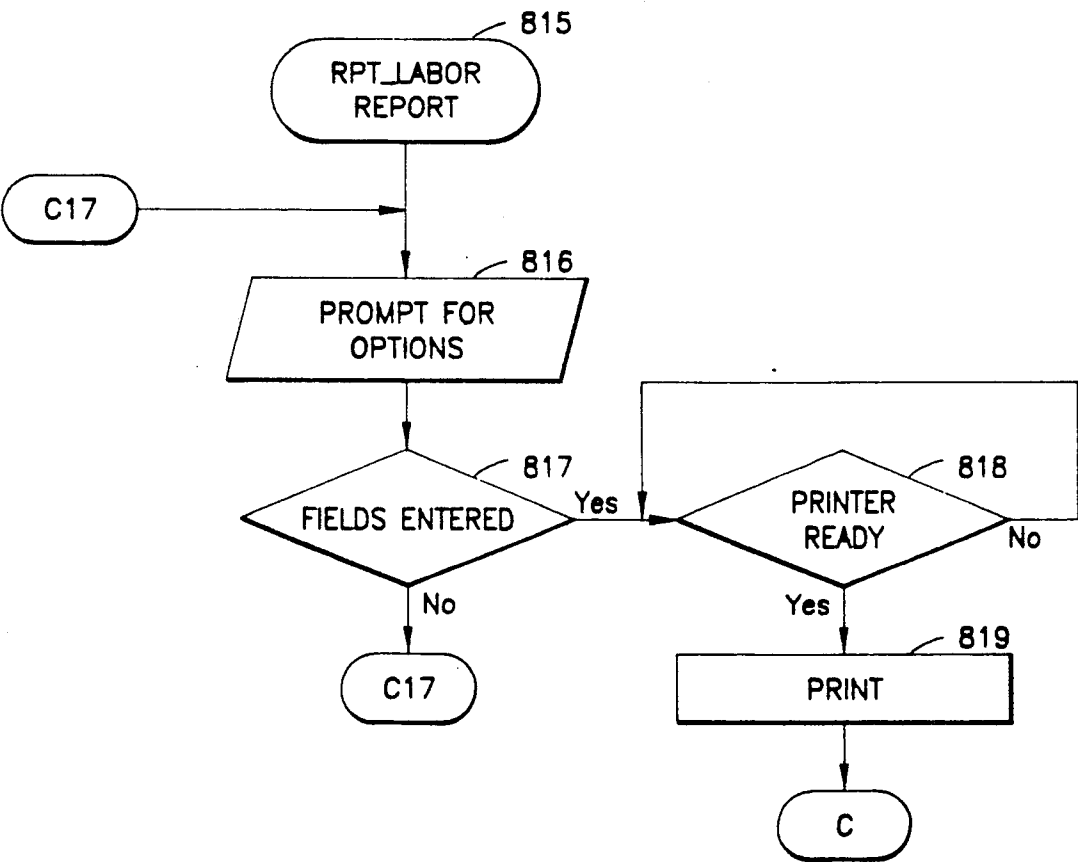 815
RPT_LABOR
REPORT
C17
816
PROMPT FOR
OPTIONS
817
FIELDS ENTERED
Yes
818
PRINTER
READY
No
No
Yes
C17
819
PRINT
C